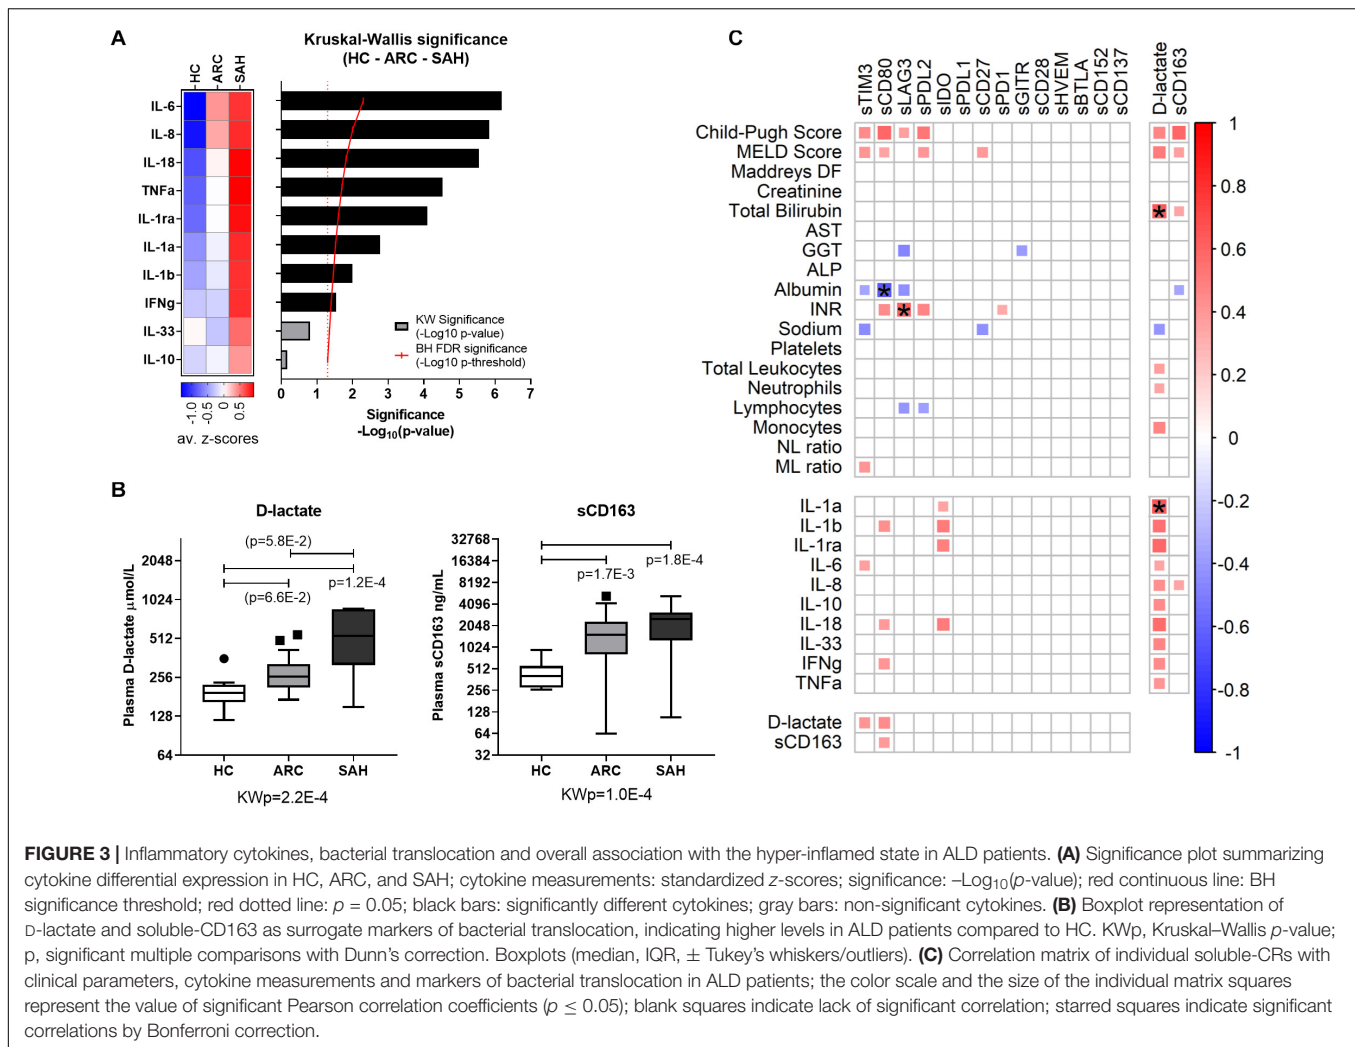 A
Kruskal-Wallis significance
(HC - ARC - SAH)
HC
ARC
SAH
IL-6
IL-8
IL-18
TNFa
IL-1ra
IL-1a
IL-1b
IFNg
IL-33
IL-10
KW Significance
(-Log10 p-value)
BH FDR significance
(-Log10 p-threshold)
0 1 2 3 4 5 6 7
Significance
-Log10(p-value)
-1.0
-0.5
0
0.5
av. z-scores
B
D-lactate
Plasma D-lactate µmol/L
2048
1024
512
256
128
64
(p=5.8E-2)
p=1.2E-4
(p=6.6E-2)
HC ARC SAH
KWp=2.2E-4
sCD163
Plasma sCD163 ng/mL
32768
16384
8192
4096
2048
1024
512
256
128
64
32
p=1.8E-4
p=1.7E-3
HC ARC SAH
KWp=1.0E-4
C
sTIM3
sCD80
sLAG3
sPDL2
sIDO
sPDL1
sCD27
sPD1
sGITR
sCD28
sHVEM
sBTLA
sCD152
sCD137
D-lactate
sCD163
Child-Pugh Score
MELD Score
Maddreys DF
Creatinine
Total Bilirubin
AST
GGT
ALP
Albumin
INR
Sodium
Platelets
Total Leukocytes
Neutrophils
Lymphocytes
Monocytes
NL ratio
ML ratio
IL-1a
IL-1b
IL-1ra
IL-6
IL-8
IL-10
IL-18
IL-33
IFNg
TNFa
D-lactate
sCD163
1
0.8
0.6
0.4
0.2
0
-0.2
-0.4
-0.6
-0.8
-1
FIGURE 3 | Inflammatory cytokines, bacterial translocation and overall association with the hyper-inflamed state in ALD patients. (A) Significance plot summarizing
cytokine differential expression in HC, ARC, and SAH; cytokine measurements: standardized z-scores; significance: –Log10(p-value); red continuous line: BH
significance threshold; red dotted line: p = 0.05; black bars: significantly different cytokines; gray bars: non-significant cytokines. (B) Boxplot representation of
D-lactate and soluble-CD163 as surrogate markers of bacterial translocation, indicating higher levels in ALD patients compared to HC. KWp, Kruskal–Wallis p-value;
p, significant multiple comparisons with Dunn's correction. Boxplots (median, IQR, ± Tukey's whiskers/outliers). (C) Correlation matrix of individual soluble-CRs with
clinical parameters, cytokine measurements and markers of bacterial translocation in ALD patients; the color scale and the size of the individual matrix squares
represent the value of significant Pearson correlation coefficients (p ≤ 0.05); blank squares indicate lack of significant correlation; starred squares indicate significant
correlations by Bonferroni correction.